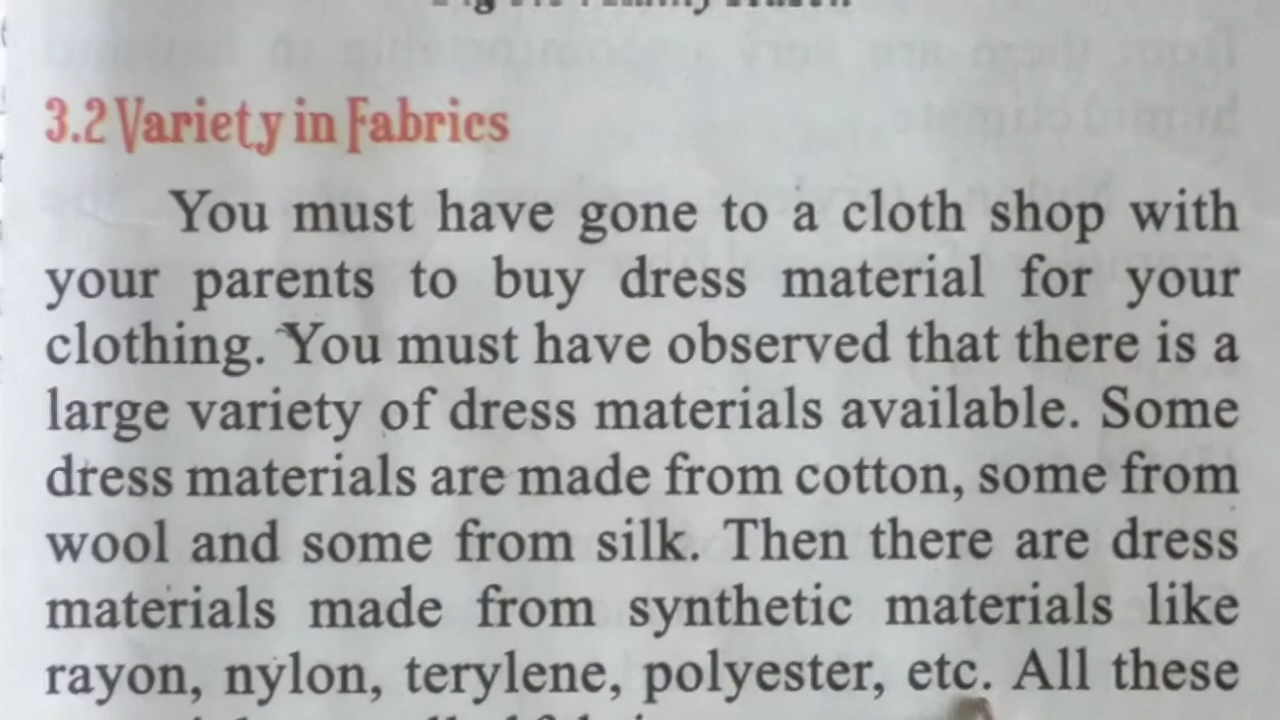 3.2 Variety in Fabrics
You must have gone to a cloth shop with
your parents to buy dress material for your
clothing. You must have observed that there is a
large variety of dress materials available. Some
dress materials are made from cotton, some from
wool and some from silk. Then there are dress
materials made from synthetic materials like
rayon, nylon, terylene, polyester, etc. All these